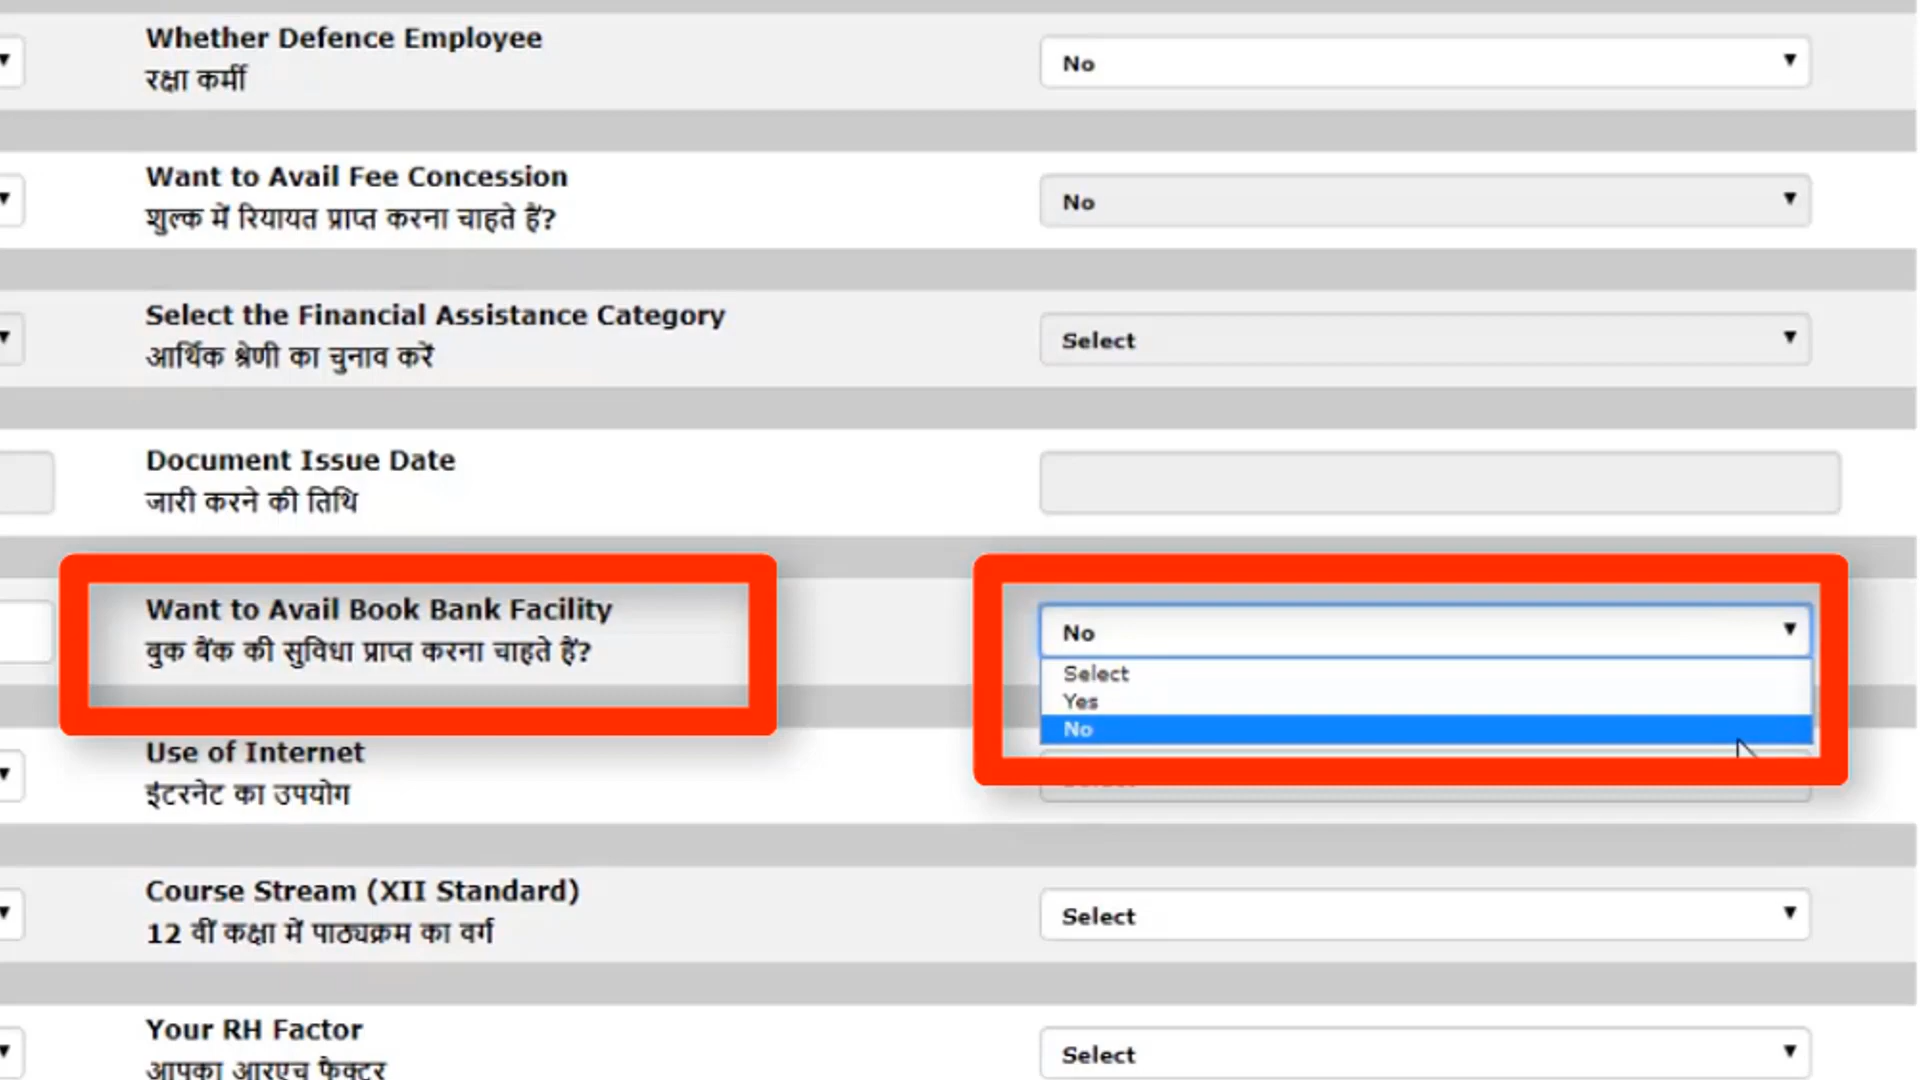 Whether Defence Employee
रक्षा कर्मी
No
Want to Avail Fee Concession
शुल्क में रियायत प्राप्त करना चाहते हैं?
No
Select the Financial Assistance Category
आर्थिक श्रेणी का चुनाव करें
Select
Document Issue Date
जारी करने की तिथि
Want to Avail Book Bank Facility
बुक बैंक की सुविधा प्राप्त करना चाहते हैं?
No
Select
Yes
No
Use of Internet
इंटरनेट का उपयोग
Course Stream (XII Standard)
12 वीं कक्षा में पाठ्यक्रम का वर्ग
Select
Your RH Factor
आपका आरएच फैक्टर
Select